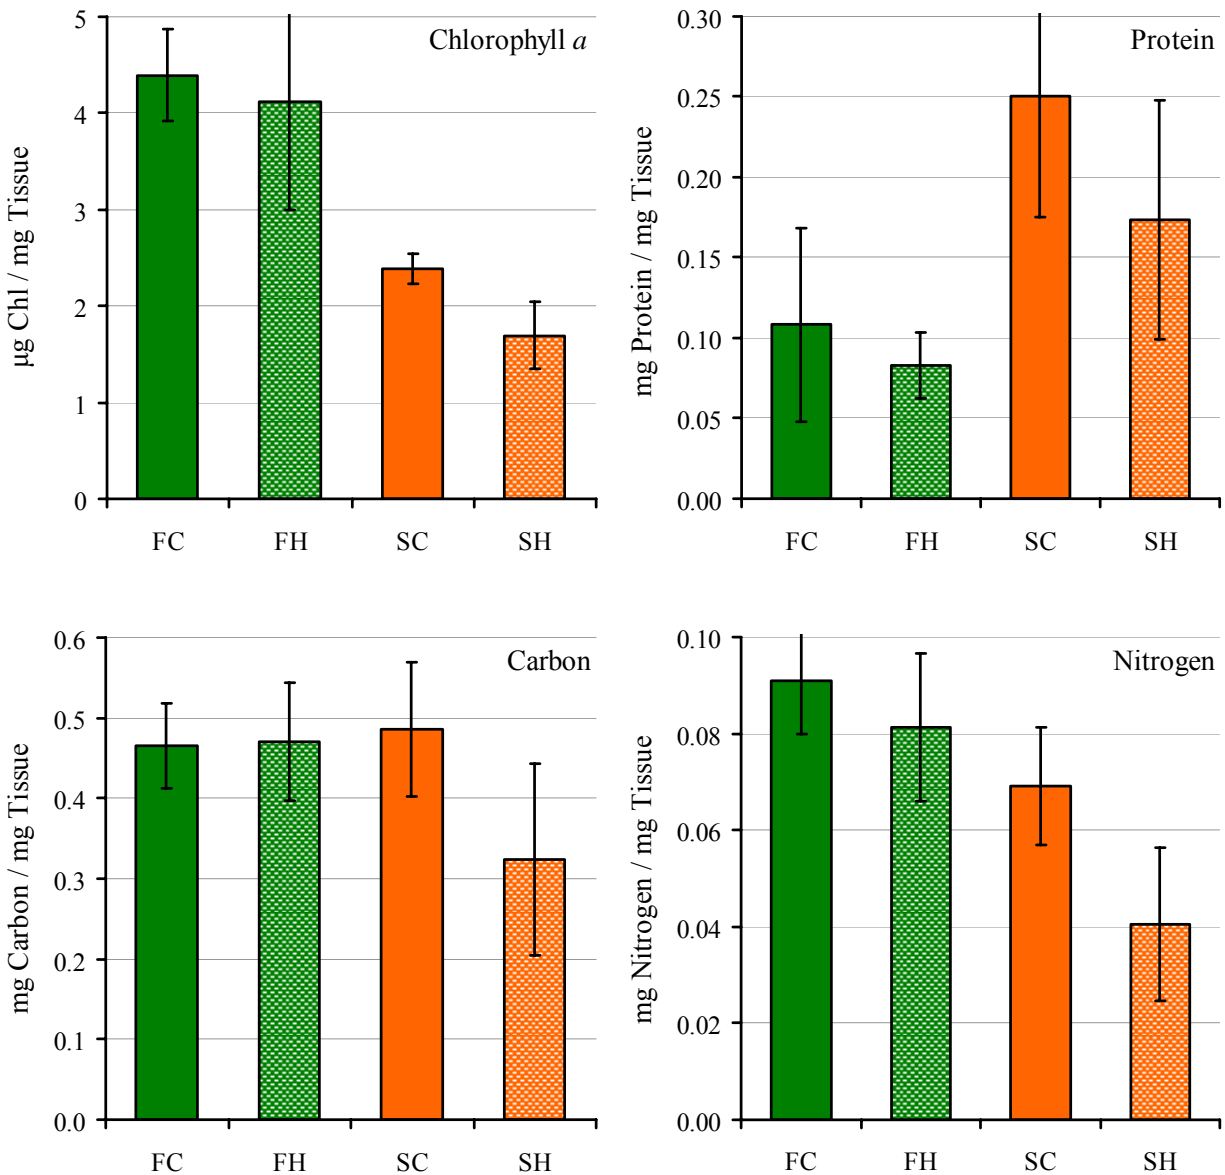 Chlorophyll a
µg Chl / mg Tissue
5
4
3
2
1
0
FC FH SC SH
Protein
mg Protein / mg Tissue
0.30
0.25
0.20
0.15
0.10
0.05
0.00
FC FH SC SH
Carbon
mg Carbon / mg Tissue
0.6
0.5
0.4
0.3
0.2
0.1
0.0
FC FH SC SH
Nitrogen
mg Nitrogen / mg Tissue
0.10
0.08
0.06
0.04
0.02
0.00
FC FH SC SH